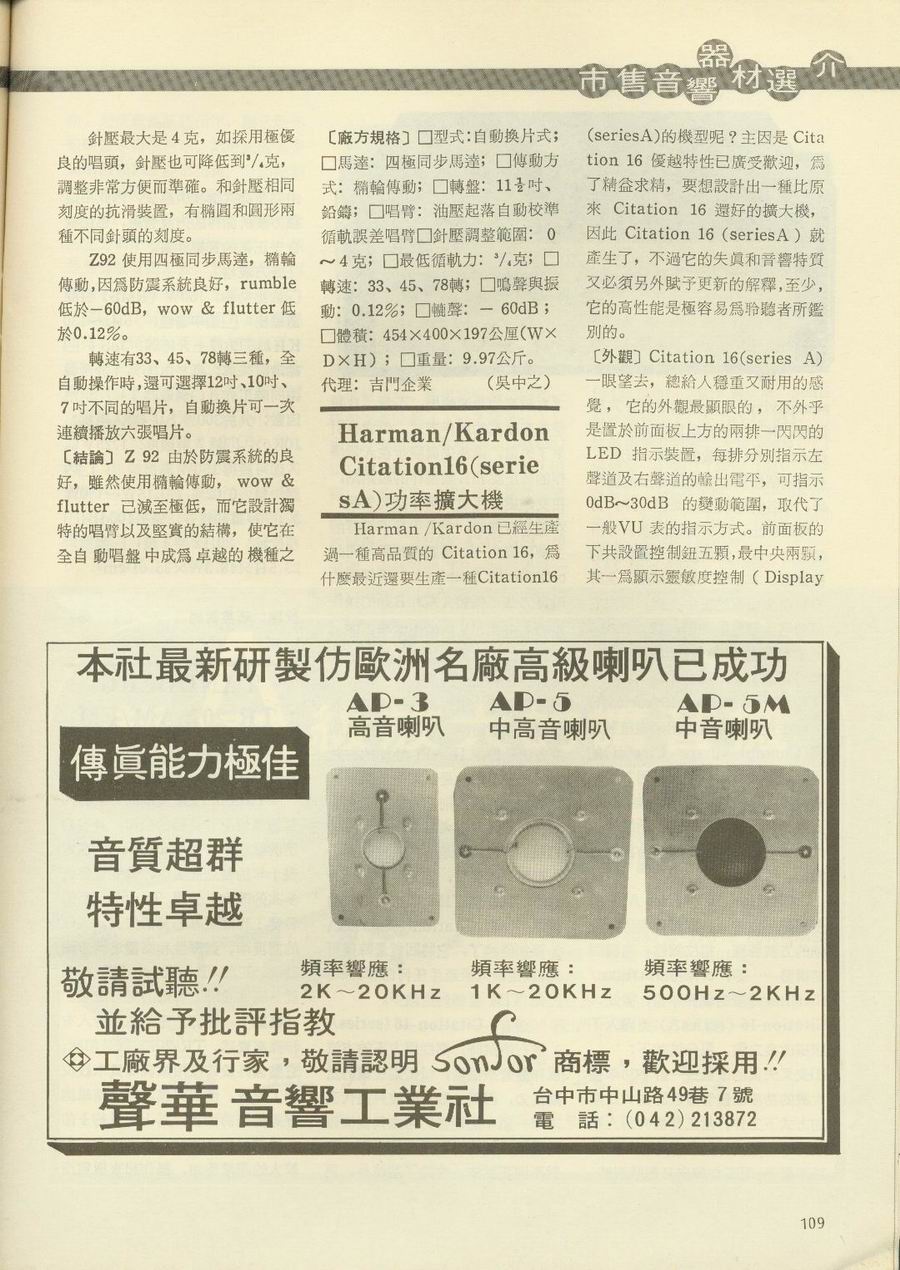 市售音響器材選介
針壓最大是4克，如採用極優
良的唱頭，針壓也可降低到³/₄克，
調整非常方便而準確。和針壓相同
刻度的抗滑裝置，有橢圓和圓形兩
種不同針頭的刻度。
Z92 使用四極同步馬達，橢輪
傳動，因爲防震系統良好，rumble
低於－60dB，wow & flutter 低
於0.12％。
轉速有33、45、78轉三種，全
自動操作時，還可選擇12吋、10吋、
7吋不同的唱片，自動換片可一次
連續播放六張唱片。
〔結論〕Z 92 由於防震系統的良
好，雖然使用橢輪傳動， wow &
flutter 已減至極低，而它設計獨
特的唱臂以及堅實的結構，使它在
全自 動唱盤 中成爲 卓越的 機種之
〔廠方規格〕□型式：自動換片式；
□馬達：四極同步馬達；□傳動方
式：橢輪傳動；□轉盤：11½吋、
鉛鑄；□唱臂：油壓起落自動校準
循軌誤差唱臂□針壓調整範圍：0
～4克；□最低循軌力：³/₄克；□
轉速：33、45、78轉；□鳴聲與振
動：0.12％；□轆聲：－ 60dB；
□體積：454×400×197公厘(W×
D×H)；□重量：9.97公斤。
代理：吉門企業 （吳中之）
Harman/Kardon
Citation16(serie
sA)功率擴大機
Harman /Kardon 已經生產
過一種高品質的 Citation 16，爲
什麼最近還要生產一種Citation16
(seriesA)的機型呢？主因是 Cita
tion 16 優越特性已廣受歡迎，爲
了精益求精，要想設計出一種比原
來 Citation 16 還好的擴大機，
因此 Citation 16 (seriesA ) 就
產生了，不過它的失眞和音響特質
又必須另外賦予更新的解釋，至少，
它的高性能是極容易爲聆聽者所鑑
別的。
〔外觀〕Citation 16(series A)
一眼望去，總給人穩重又耐用的感
覺，它的外觀最顯眼的，不外乎
是置於前面板上方的兩排一閃閃的
LED 指示裝置，每排分別指示左
聲道及右聲道的輸出電平，可指示
0dB～30dB 的變動範圍，取代了
一般VU 表的指示方式。前面板的
下共設置控制鈕五顆，最中央兩顆，
其一爲顯示靈敏度控制（ Display
本社最新研製仿歐洲名廠高級喇叭已成功
AP-3 AP-5 AP-5M
高音喇叭 中高音喇叭 中音喇叭
傳眞能力極佳
音質超群
特性卓越
敬請試聽!!
頻率響應： 頻率響應： 頻率響應：
2K～20KHz 1K～20KHz 500Hz～2KHz
並給予批評指教
工廠界及行家，敬請認明 sonfor 商標，歡迎採用!!
聲華音響工業社
台中市中山路49巷7號
電 話：(042)213872
109